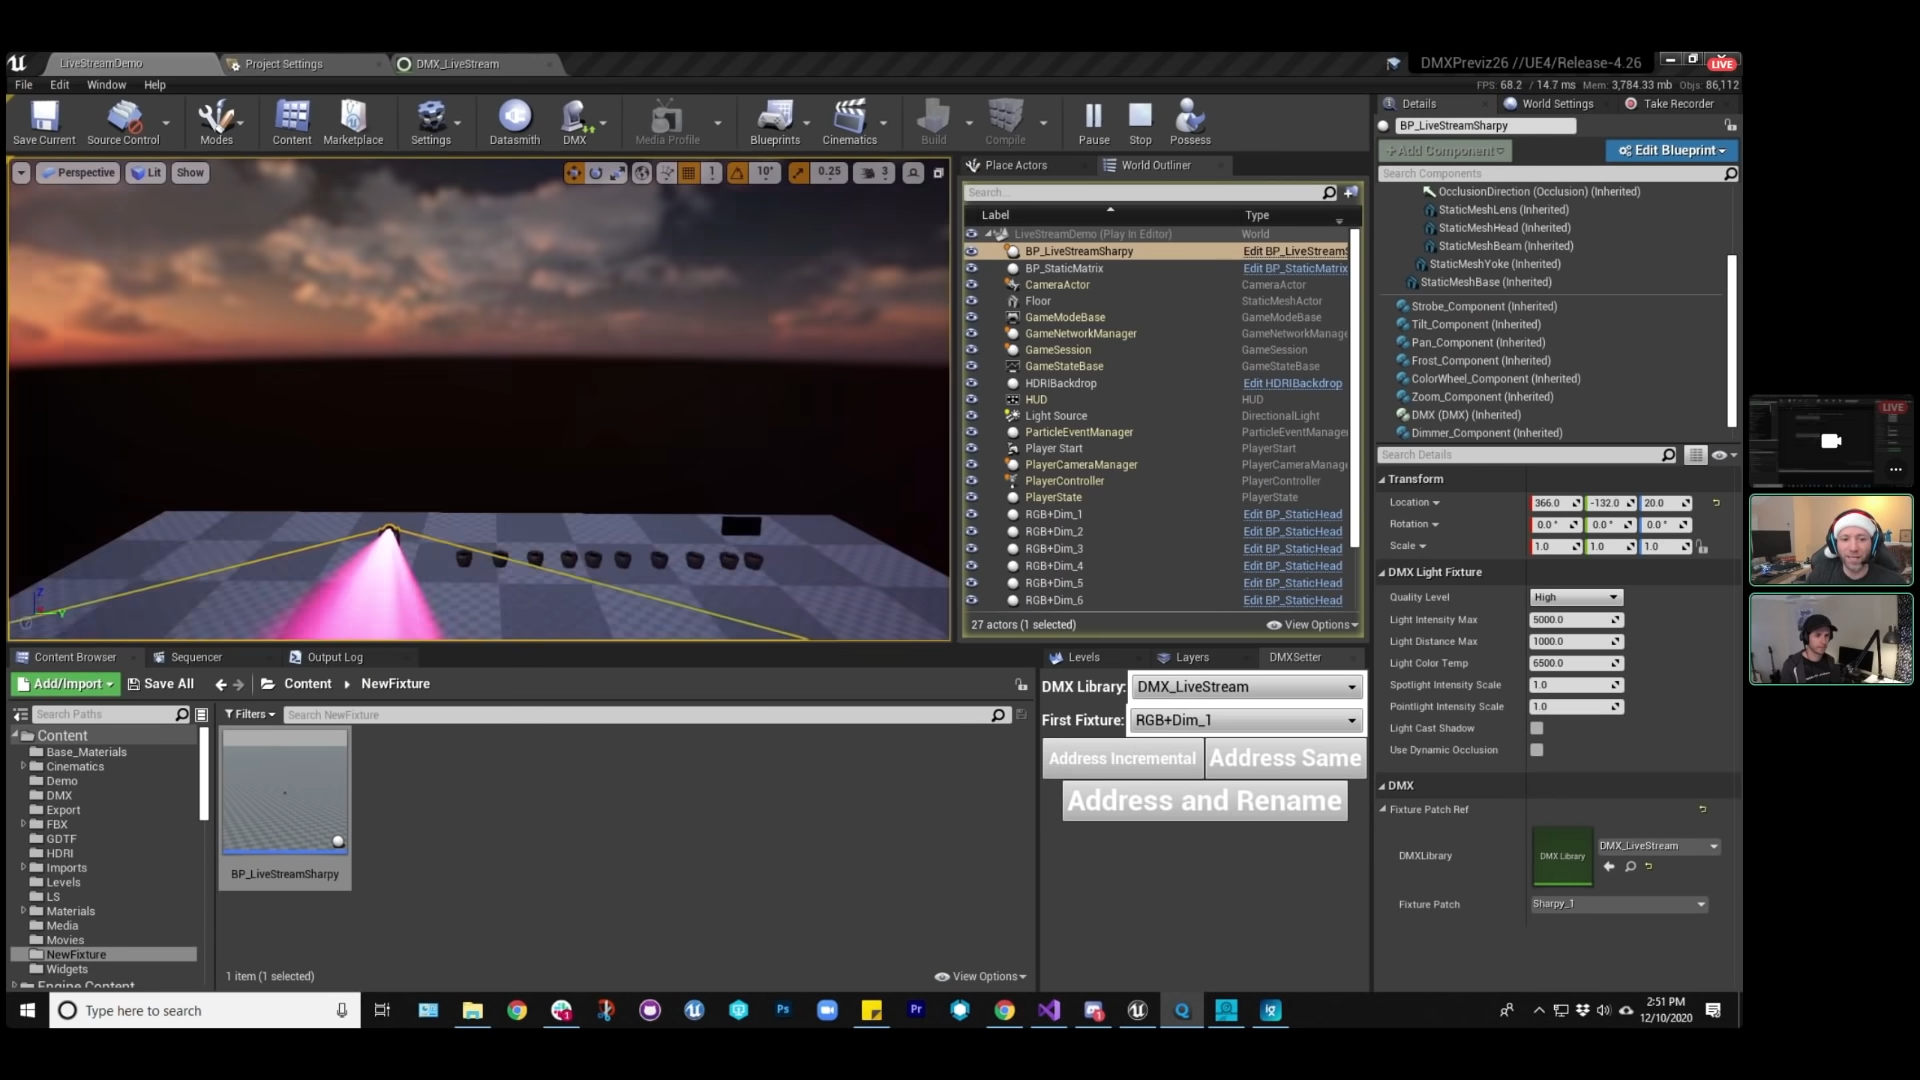 LiveStreamDemo
Project Settings
DMX_LiveStream
DMXPreviz26 //UE4/Release-4.26
LIVE
File Edit Window Help
FPS: 68.2 / 14.7 ms Mem: 3,784.33 mb Objs: 86,112
Save Current
Source Control
Modes
Content
Marketplace
Settings
Datasmith
DMX
Media Profile
Blueprints
Cinematics
Build
Compile
Pause
Stop
Possess
Details
World Settings
Take Recorder
BP_LiveStreamSharpy
+Add Component
Edit Blueprint
Search Components
OcclusionDirection (Occlusion) (Inherited)
StaticMeshLens (Inherited)
StaticMeshHead (Inherited)
StaticMeshBeam (Inherited)
StaticMeshYoke (Inherited)
StaticMeshBase (Inherited)
Strobe_Component (Inherited)
Tilt_Component (Inherited)
Pan_Component (Inherited)
Frost_Component (Inherited)
ColorWheel_Component (Inherited)
Zoom_Component (Inherited)
DMX (DMX) (Inherited)
Dimmer_Component (Inherited)
Search Details
Transform
Location 366.0 -132.0 20.0
Rotation 0.0° 0.0° 0.0°
Scale 1.0 1.0 1.0
DMX Light Fixture
Quality Level High
Light Intensity Max 5000.0
Light Distance Max 1000.0
Light Color Temp 6500.0
Spotlight Intensity Scale 1.0
Pointlight Intensity Scale 1.0
Light Cast Shadow
Use Dynamic Occlusion
DMX
Fixture Patch Ref
DMXLibrary
DMX Library
DMX_LiveStream
Fixture Patch Sharpy_1
Perspective Lit Show
1 10° 0.25 3
Z
Y
Place Actors
World Outliner
Search...
Label Type
LiveStreamDemo (Play In Editor) World
BP_LiveStreamSharpy Edit BP_LiveStreamS
BP_StaticMatrix Edit BP_StaticMatrix
CameraActor CameraActor
Floor StaticMeshActor
GameModeBase GameModeBase
GameNetworkManager GameNetworkManage
GameSession GameSession
GameStateBase GameStateBase
HDRIBackdrop Edit HDRIBackdrop
HUD HUD
Light Source DirectionalLight
ParticleEventManager ParticleEventManage
Player Start PlayerStart
PlayerCameraManager PlayerCameraManage
PlayerController PlayerController
PlayerState PlayerState
RGB+Dim_1 Edit BP_StaticHead
RGB+Dim_2 Edit BP_StaticHead
RGB+Dim_3 Edit BP_StaticHead
RGB+Dim_4 Edit BP_StaticHead
RGB+Dim_5 Edit BP_StaticHead
RGB+Dim_6 Edit BP_StaticHead
27 actors (1 selected)
View Options
Content Browser
Sequencer
Output Log
Add/Import
Save All
Content
NewFixture
Search Paths
Filters
Search NewFixture
Content
Base_Materials
Cinematics
Demo
DMX
Export
FBX
GDTF
HDRI
Imports
Levels
LS
Materials
Media
Movies
NewFixture
Widgets
Engine Content
BP_LiveStreamSharpy
1 item (1 selected)
View Options
Levels
Layers
DMXSetter
DMX Library: DMX_LiveStream
First Fixture: RGB+Dim_1
Address Incremental
Address Same
Address and Rename
LIVE
Type here to search
Ps
Pr
2:51 PM
12/10/2020